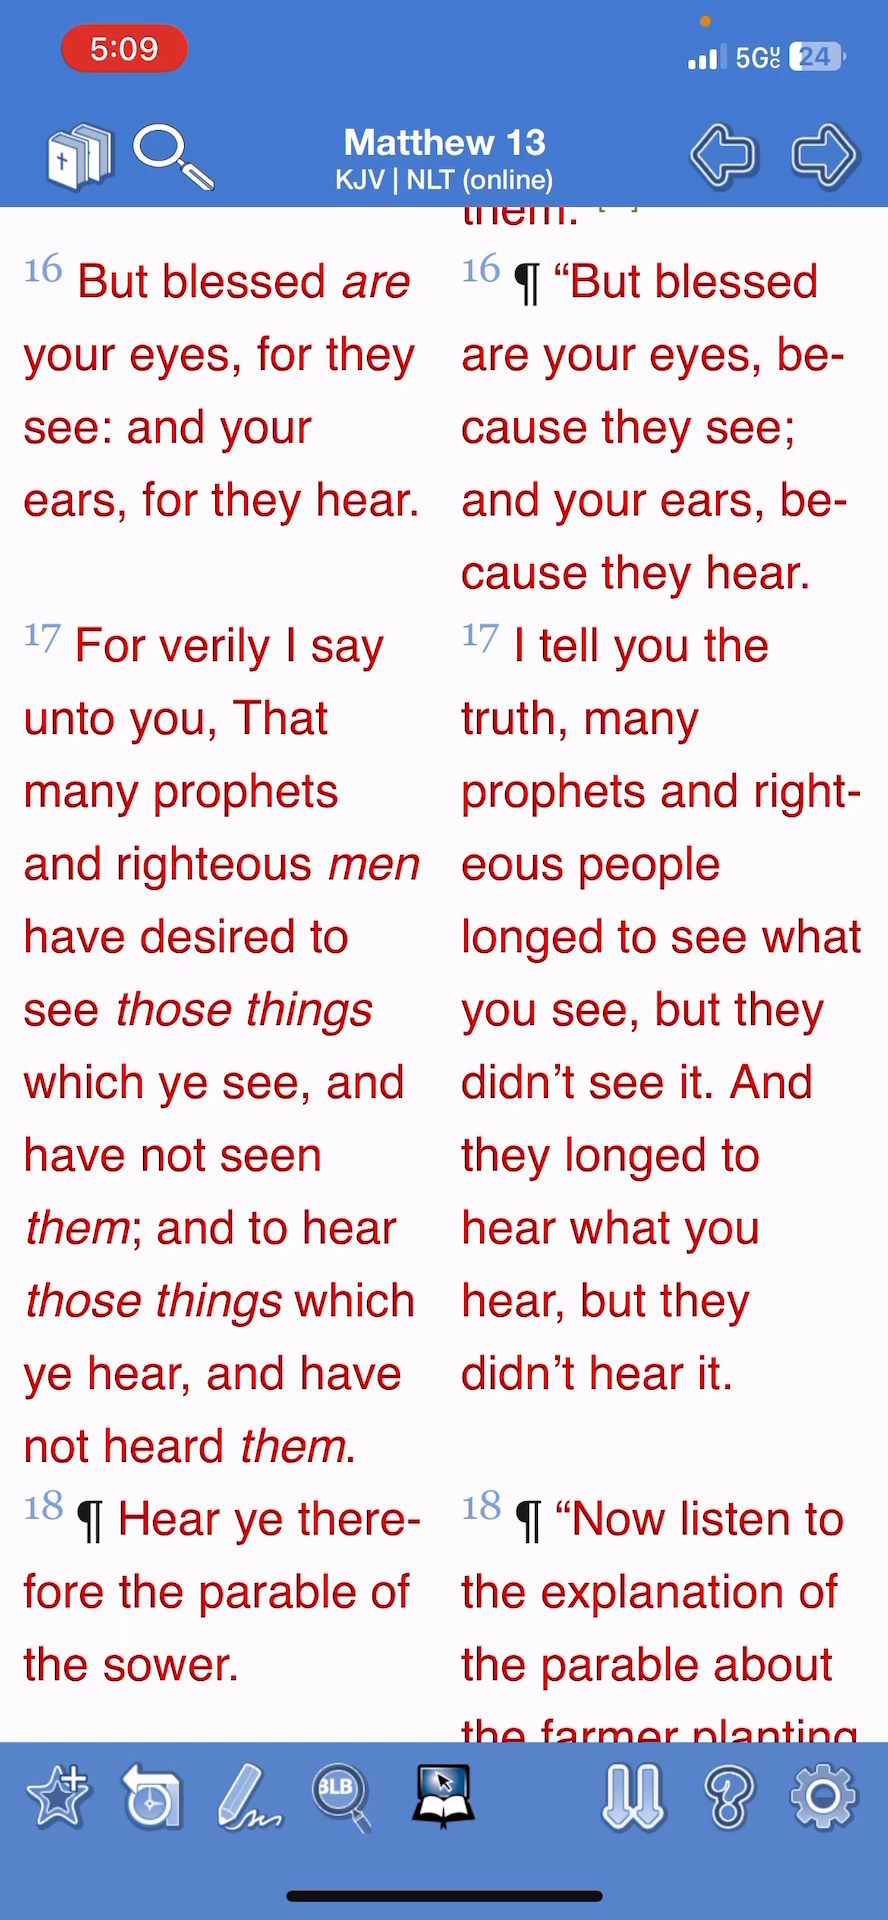 5:09
5G UC 24
Matthew 13
KJV | NLT (online)
them.
16 But blessed are
your eyes, for they
see: and your
ears, for they hear.
17 For verily I say
unto you, That
many prophets
and righteous men
have desired to
see those things
which ye see, and
have not seen
them; and to hear
those things which
ye hear, and have
not heard them.
18 ¶ Hear ye there-
fore the parable of
the sower.
16 ¶ “But blessed
are your eyes, be-
cause they see;
and your ears, be-
cause they hear.
17 I tell you the
truth, many
prophets and right-
eous people
longed to see what
you see, but they
didn’t see it. And
they longed to
hear what you
hear, but they
didn’t hear it.
18 ¶ “Now listen to
the explanation of
the parable about
the farmer planting
BLB